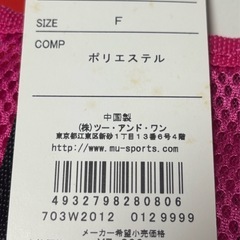 SIZE F
COMP
ポリエステル
中国製
(株)ツー・アンド・ワン
東京都江東区新砂1丁目13番6号4階
http://www.mu-sports.com/
4932798280806
703W2012 0129999
メーカー希望小売価格